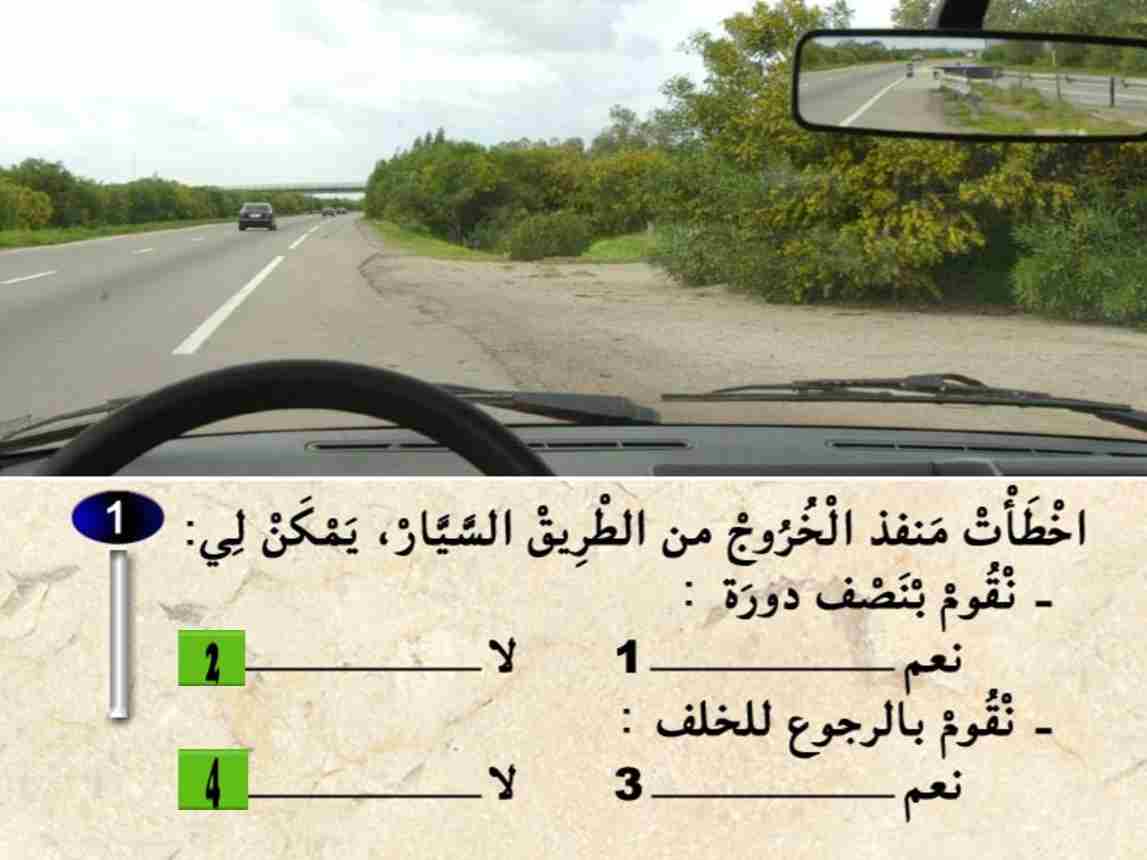 1
اخْطَأْتْ مَنفذ الْخُرُوجْ من الطْرِيقْ السَّيَّارْ، يَمْكَنْ لِي:
- نْقُومْ بْنَصْف دورَة :
نعم 1 لا 2
- نْقُومْ بالرجوع للخلف :
نعم 3 لا 4